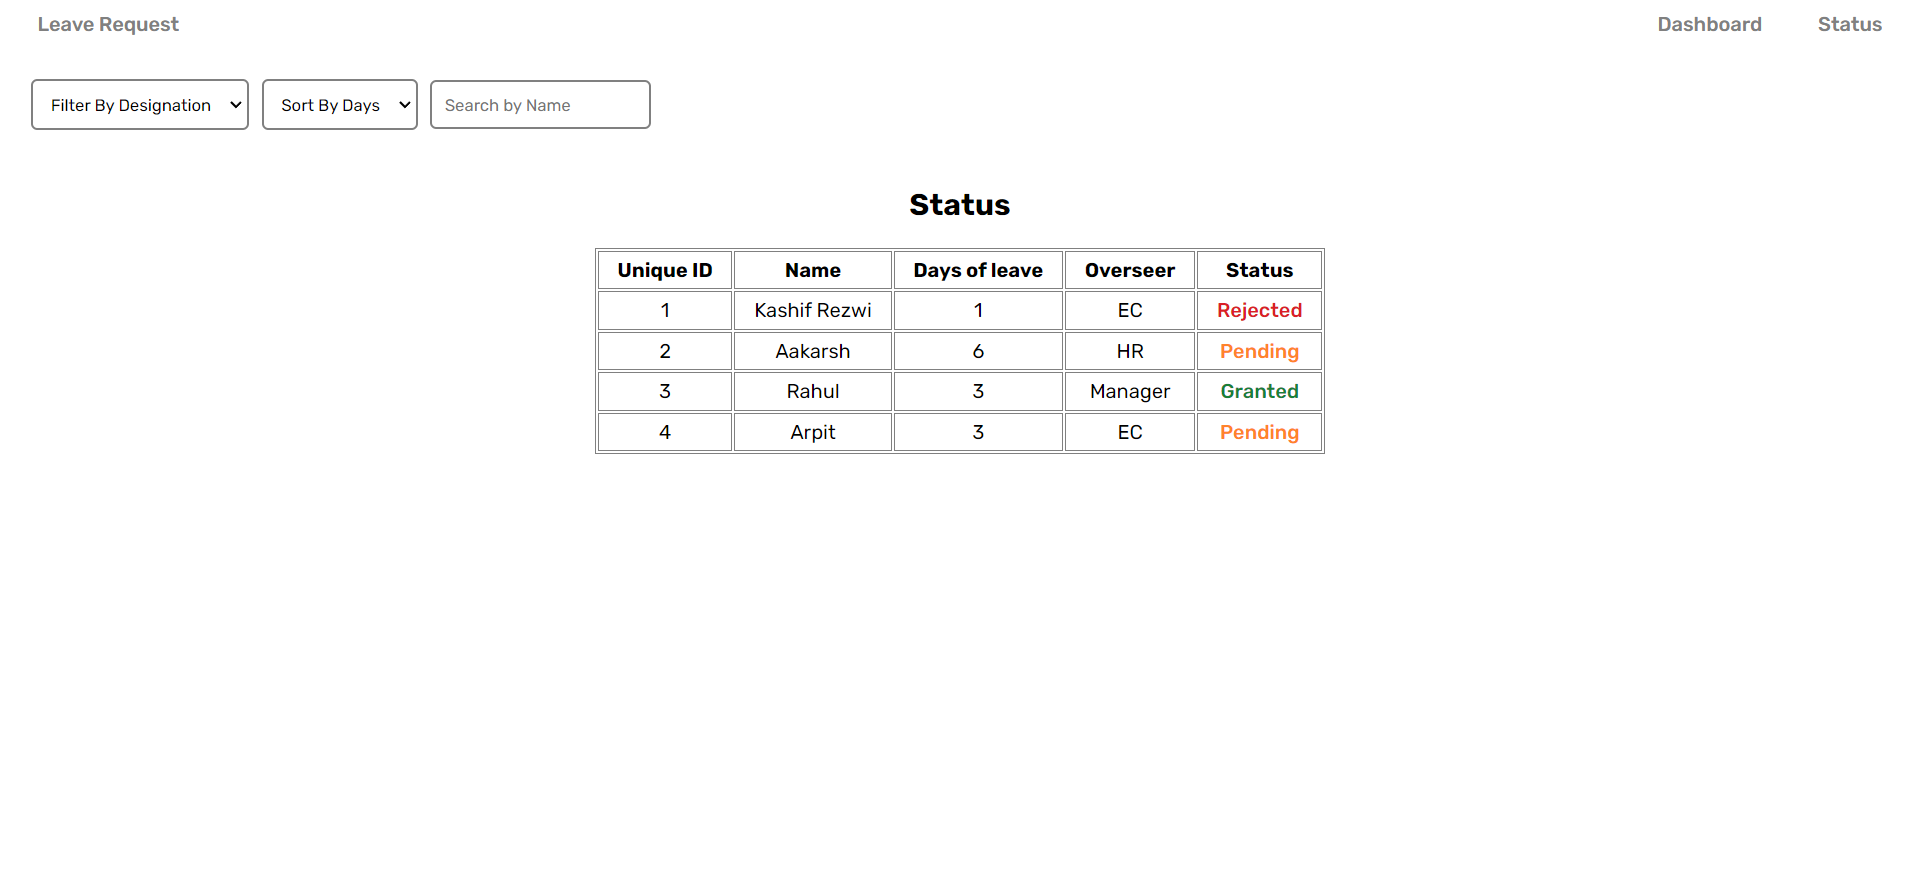 Leave Request Dashboard Status
Filter By Designation Sort By Days Search by Name
Status
Unique ID Name Days of leave Overseer Status
1 Kashif Rezwi 1 EC Rejected
2 Aakarsh 6 HR Pending
3 Rahul 3 Manager Granted
4 Arpit 3 EC Pending